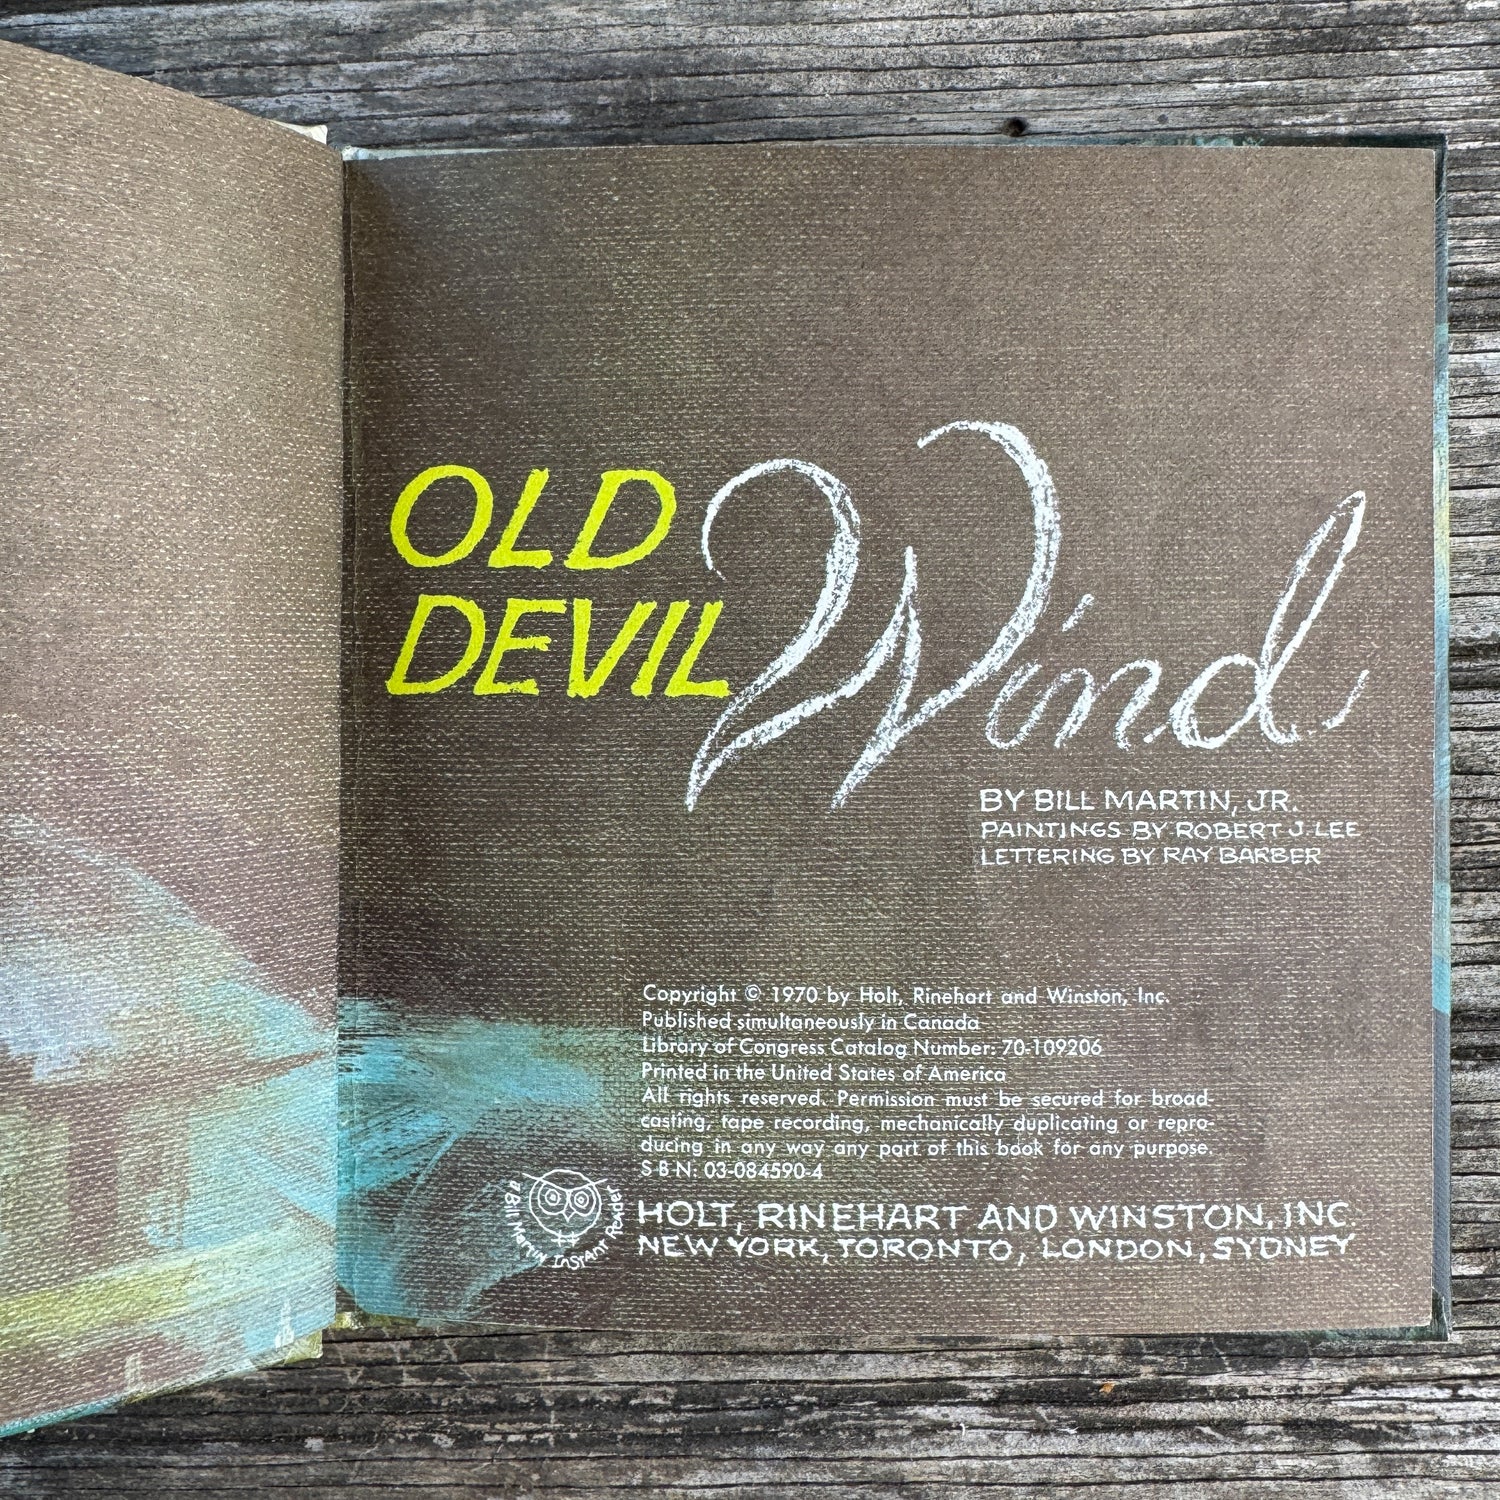 OLD
DEVIL Wind
BY BILL MARTIN, JR.
PAINTINGS BY ROBERT J. LEE
LETTERING BY RAY BARBER
Copyright © 1970 by Holt, Rinehart and Winston, Inc.
Published simultaneously in Canada
Library of Congress Catalog Number: 70-109206
Printed in the United States of America
All rights reserved. Permission must be secured for broad-
casting, tape recording, mechanically duplicating or repro-
ducing in any way any part of this book for any purpose.
S B N: 03-084590-4
a Bill Martin Instant Reader
HOLT, RINEHART AND WINSTON, INC.
NEW YORK, TORONTO, LONDON, SYDNEY